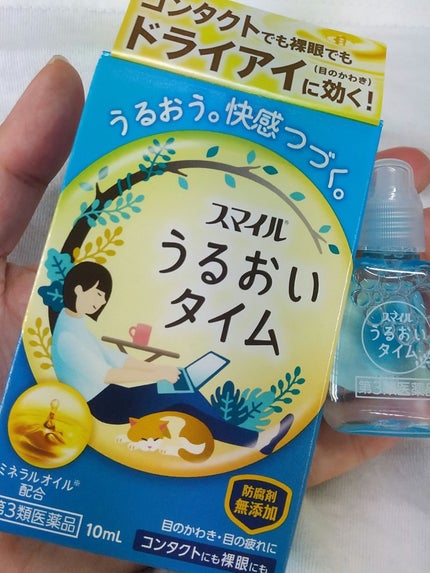 コンタクトでも裸眼でも
ドライアイ(目のかわき)に効く!
うるおう。快感つづく。
スマイル®
うるおい
タイム
ミネラルオイル※
配合
第3類医薬品
10mL
防腐剤
無添加
目のかわき・目の疲れに
コンタクトにも裸眼にも
スマイル
うるおい
タイム
第3類医薬品